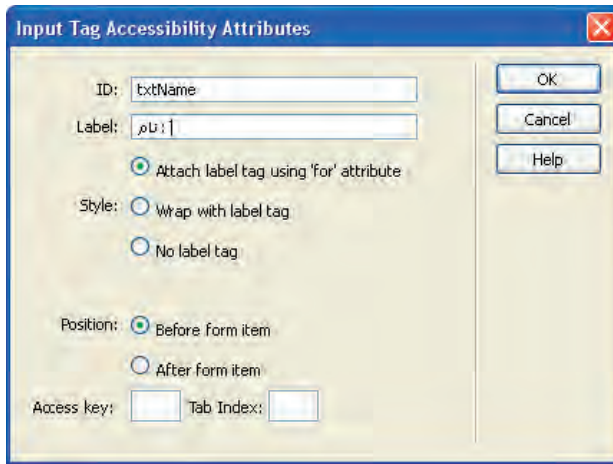 Input Tag Accessibility Attributes
ID: txtName
OK
Label: نام:
Cancel
Attach label tag using 'for' attribute
Help
Style: Wrap with label tag
No label tag
Position: Before form item
After form item
Access key: Tab Index: